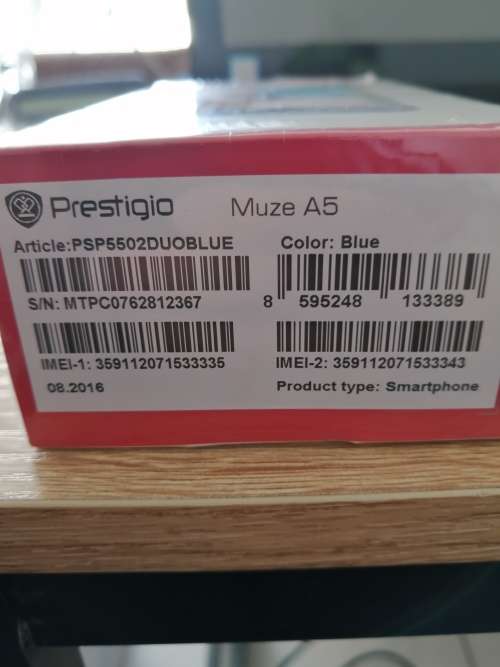 Prestigio Muze A5
Article:PSP5502DUOBLUE Color: Blue
S/N: MTPC0762812367 8 595248 133389
IMEI-1: 359112071533335 IMEI-2: 359112071533343
08.2016 Product type: Smartphone